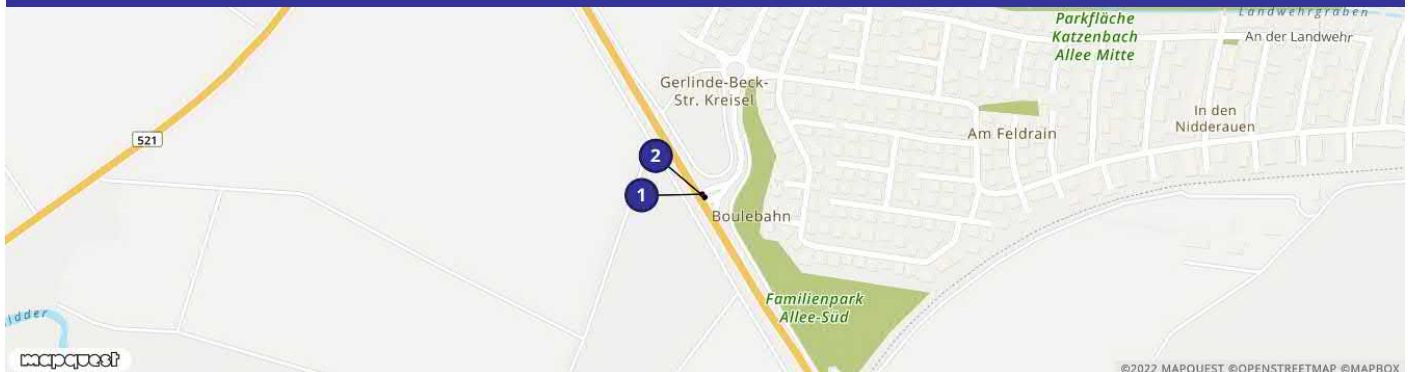 Landwehrgraben
Parkfläche
Katzenbach
Allee Mitte
An der Landwehr
Gerlinde-Beck-
Str. Kreisel
In den
Nidderauen
Am Feldrain
521
2
1
Boulebahn
Familienpark
Allee-Süd
idder
mapquest
©2022 MAPQUEST ©OPENSTREETMAP ©MAPBOX